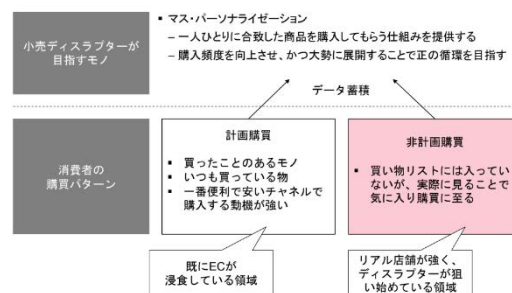 小売ディスラプターが
目指すモノ
▪ マス・パーソナライゼーション
– 一人ひとりに合致した商品を購入してもらう仕組みを提供する
– 購入頻度を向上させ、かつ大勢に展開することで正の循環を目指す
データ蓄積
消費者の
購買パターン
計画購買
▪ 買ったことのあるモノ
▪ いつも買っている物
▪ 一番便利で安いチャネルで
購入する動機が強い
非計画購買
▪ 買い物リストには入ってい
ないが、実際に見ることで
気に入り購買に至る
既にECが
浸食している領域
リアル店舗が強く、
ディスラプターが狙
い始めている領域